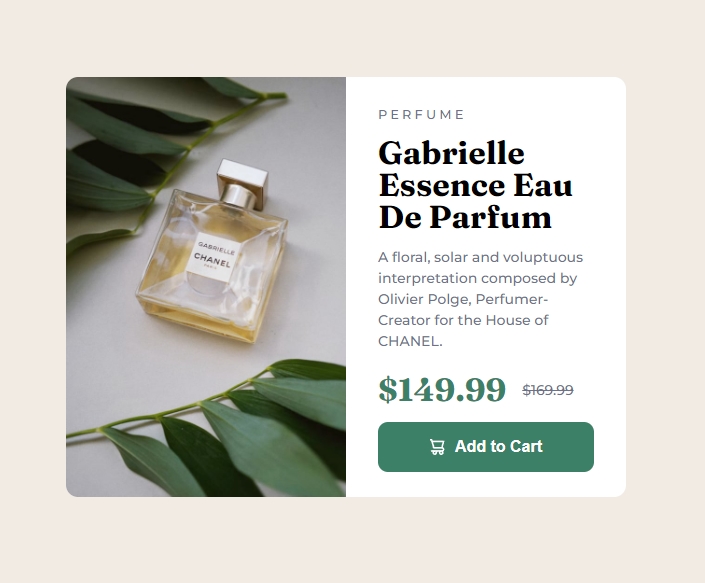 GABRIELLE
CHANEL
PARIS
PERFUME
Gabrielle
Essence Eau
De Parfum
A floral, solar and voluptuous
interpretation composed by
Olivier Polge, Perfumer-
Creator for the House of
CHANEL.
$149.99 $169.99
Add to Cart